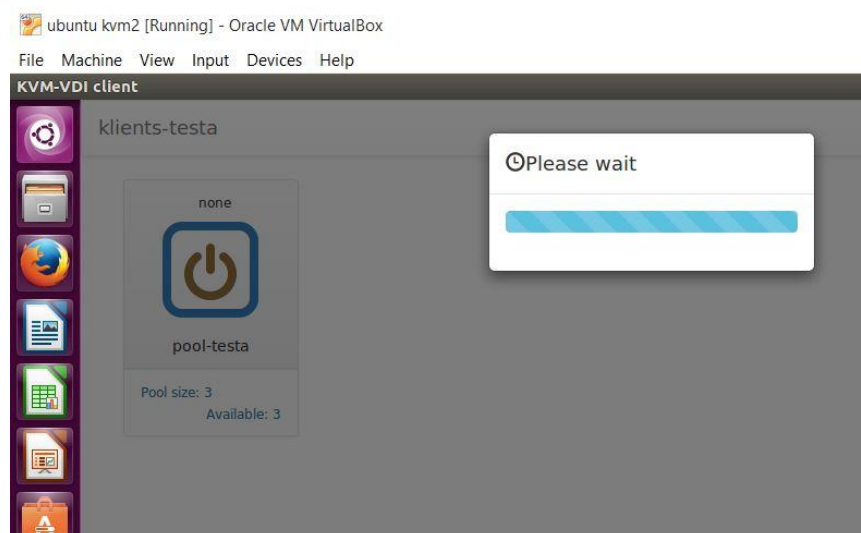 ubuntu kvm2 [Running] - Oracle VM VirtualBox
File Machine View Input Devices Help
KVM-VDI client
klients-testa
Please wait
none
pool-testa
Pool size: 3
Available: 3